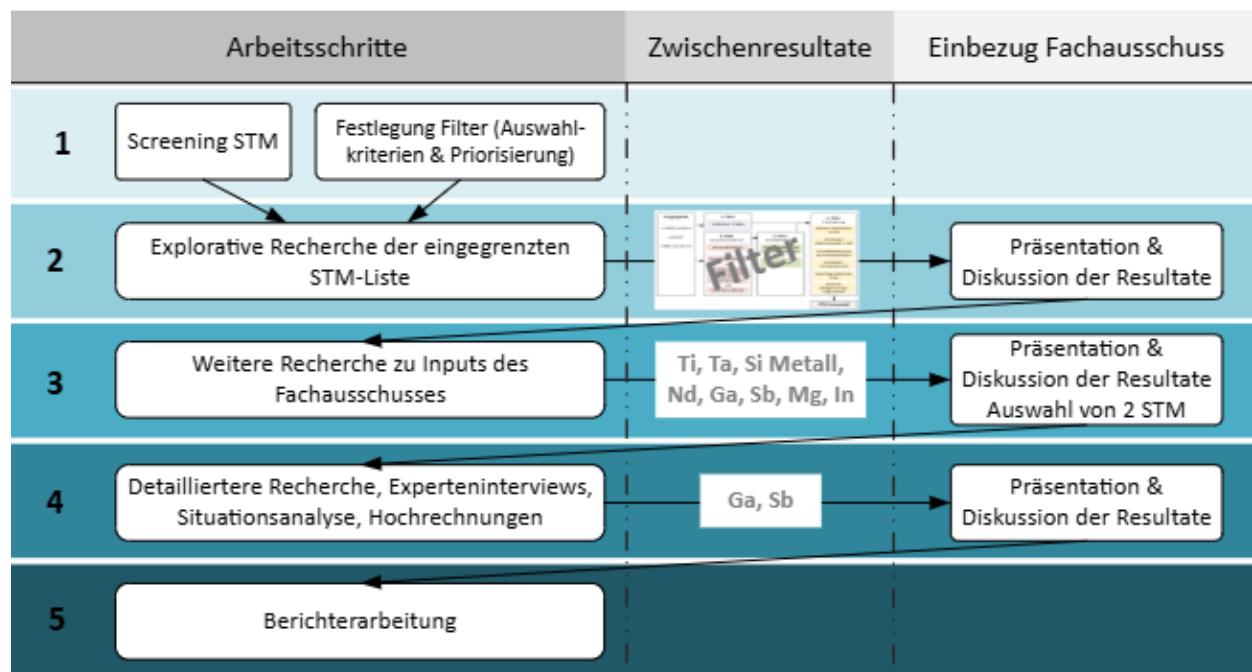 Arbeitsschritte
Zwischenresultate
Einbezug Fachausschuss
1
Screening STM
Festlegung Filter (Auswahl-
kriterien & Priorisierung)
2
Explorative Recherche der eingegrenzten
STM-Liste
Filter
Präsentation &
Diskussion der Resultate
3
Weitere Recherche zu Inputs des
Fachausschusses
Ti, Ta, Si Metall,
Nd, Ga, Sb, Mg, In
Präsentation &
Diskussion der Resultate
Auswahl von 2 STM
4
Detailliertere Recherche, Experteninterviews,
Situationsanalyse, Hochrechnungen
Ga, Sb
Präsentation &
Diskussion der Resultate
5
Berichterarbeitung